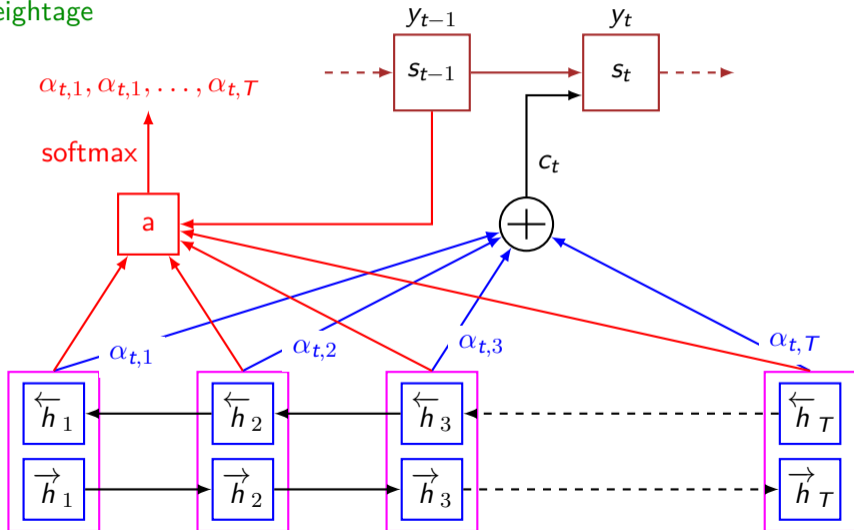 eightage
y_{t−1} y_t
α_{t,1}, α_{t,1}, . . . , α_{t,T} s_{t−1} s_t
softmax c_t
a +
α_{t,1} α_{t,2} α_{t,3} α_{t,T}
←h_1 ←h_2 ←h_3 ←h_T
→h_1 →h_2 →h_3 →h_T